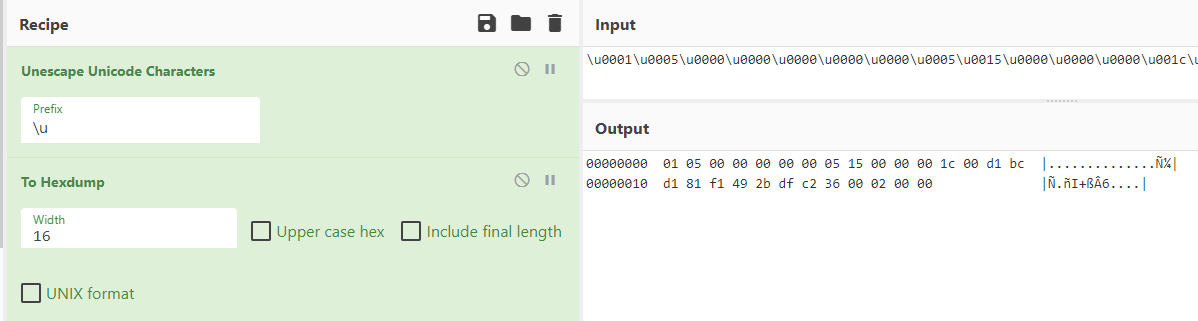 Recipe
Unescape Unicode Characters
Prefix
\u
To Hexdump
Width
16
Upper case hex
Include final length
UNIX format
Input
\u0001\u0005\u0000\u0000\u0000\u0000\u0000\u0005\u0015\u0000\u0000\u0000\u001c\u
Output
00000000  01 05 00 00 00 00 00 05 15 00 00 00 1c 00 d1 bc  |..............Ñ¼|
00000010  d1 81 f1 49 2b df c2 36 00 02 00 00              |Ñ.ñI+ßÂ6....|